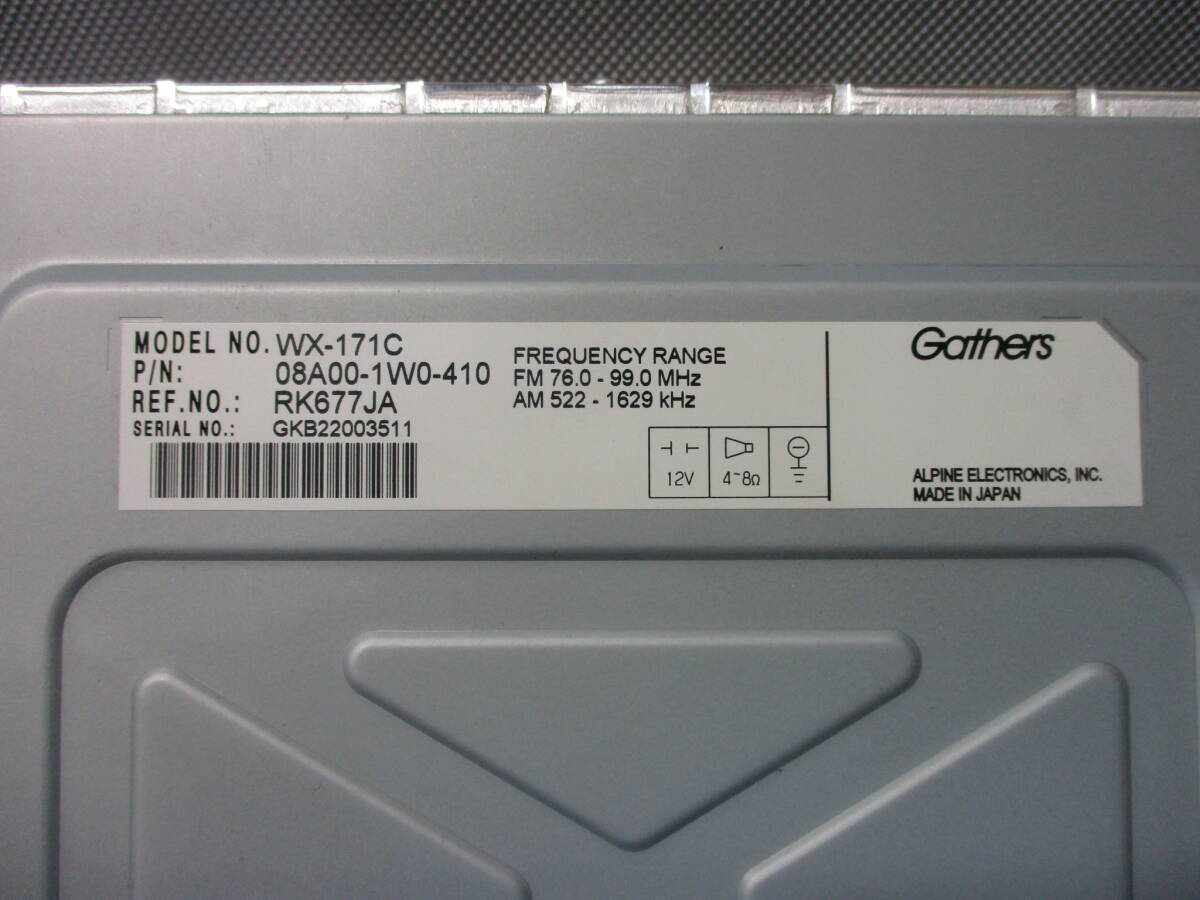 MODEL NO. WX-171C
P/N: 08A00-1W0-410
REF.NO.: RK677JA
SERIAL NO.: GKB22003511
FREQUENCY RANGE
FM 76.0 - 99.0 MHz
AM 522 - 1629 kHz
12V 4~8Ω
Gathers
ALPINE ELECTRONICS, INC.
MADE IN JAPAN